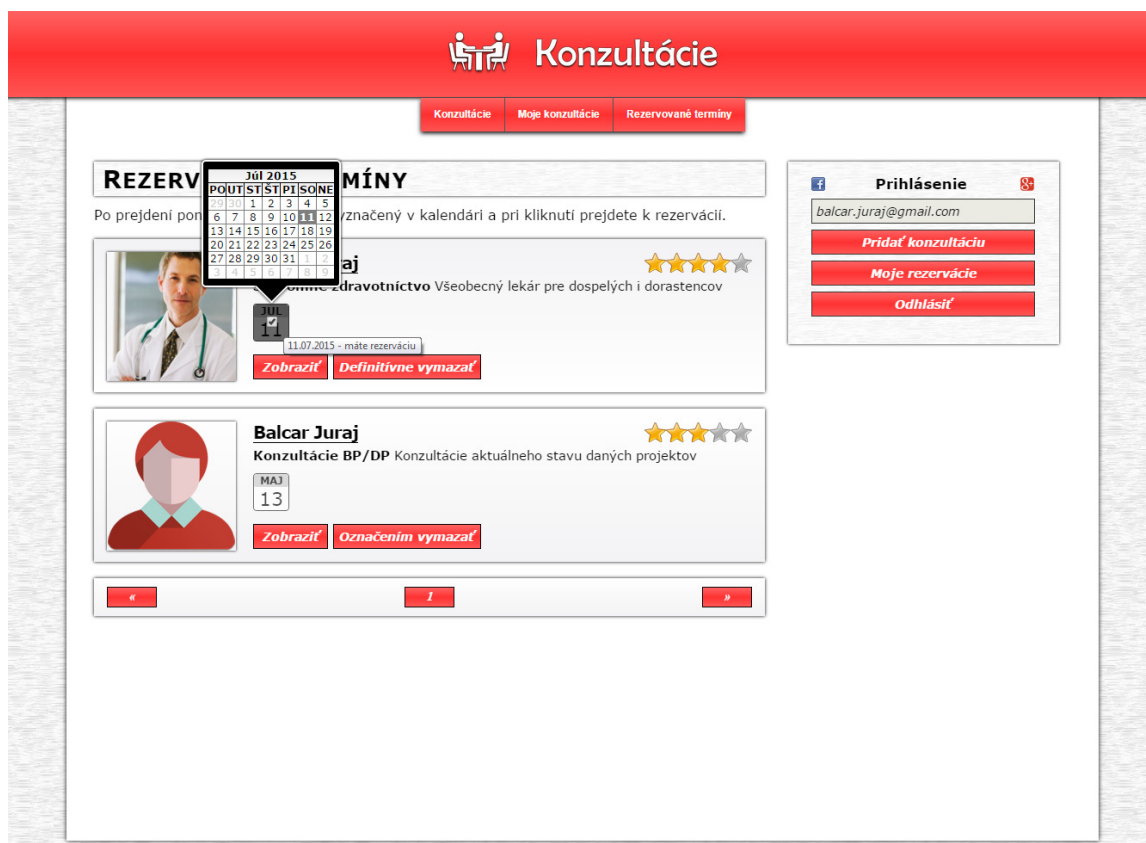 Konzultácie
Konzultácie
Moje konzultácie
Rezervované termíny
REZERV MÍNY
Po prejdení pon yznačený v kalendári a pri kliknutí prejdete k rezervácií.
Júl 2015
PO UT ST ŠT PI SO NE
29 30 1 2 3 4 5
6 7 8 9 10 11 12
13 14 15 16 17 18 19
20 21 22 23 24 25 26
27 28 29 30 31 1 2
3 4 5 6 7 8 9
aj
zdravotníctvo Všeobecný lekár pre dospelých i dorastencov
JUL
11
11.07.2015 - máte rezerváciu
Zobraziť Definitívne vymazať
Balcar Juraj
Konzultácie BP/DP Konzultácie aktuálneho stavu daných projektov
MAJ
13
Zobraziť Označením vymazať
« 1 »
Prihlásenie
balcar.juraj@gmail.com
Pridať konzultáciu
Moje rezervácie
Odhlásiť